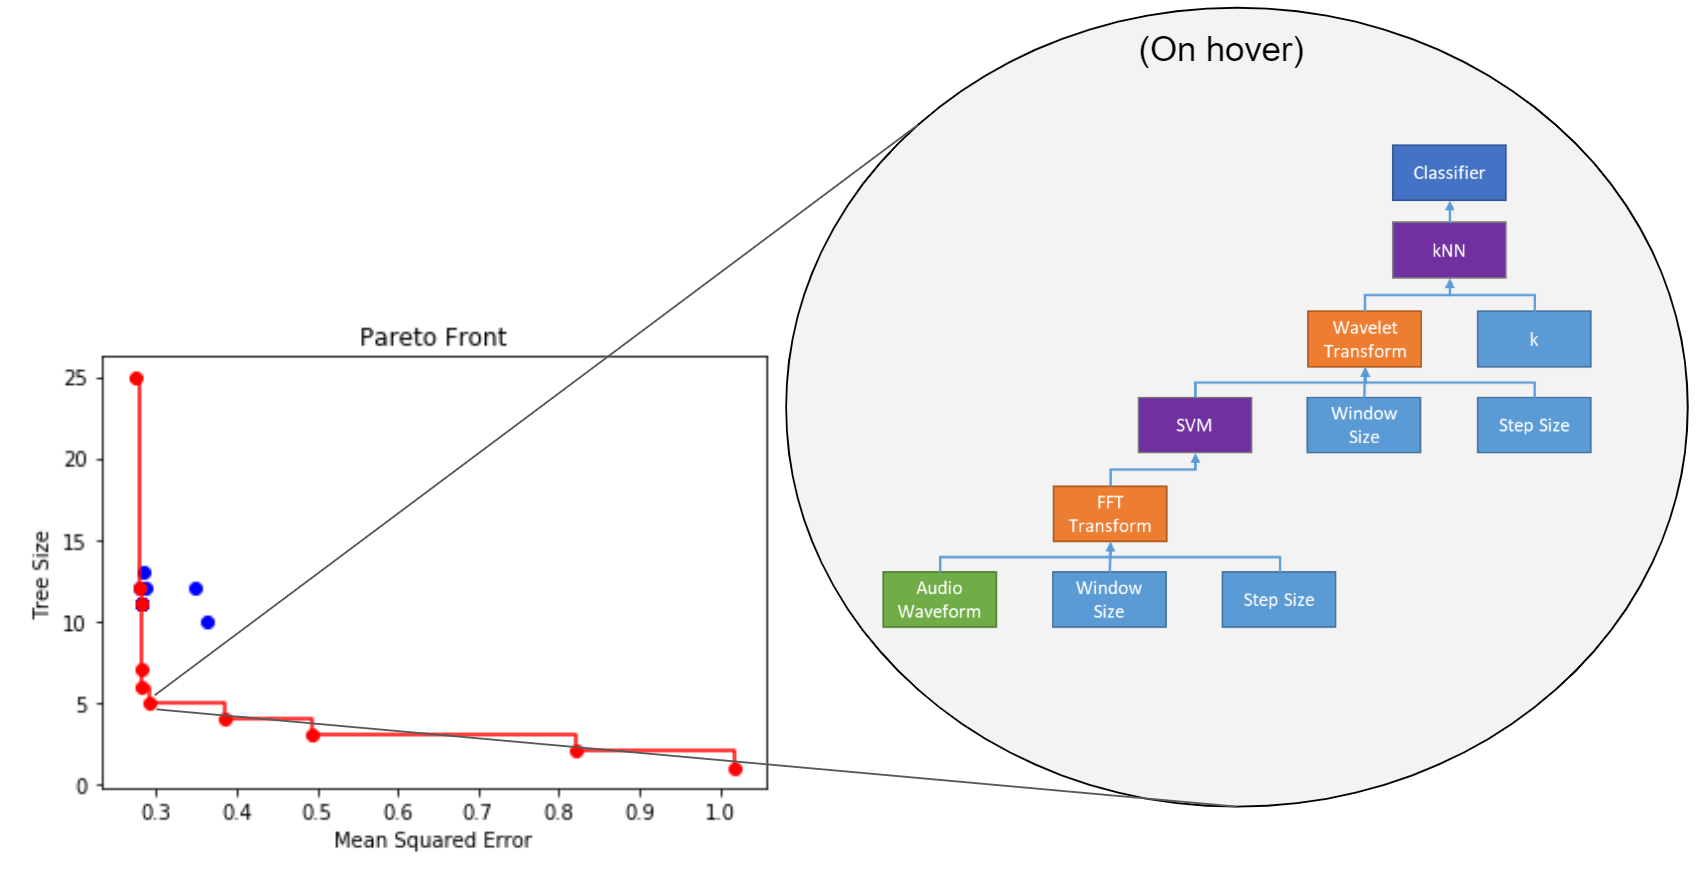 (On hover)
Classifier
kNN
Wavelet
Transform
k
SVM
Window
Size
Step Size
FFT
Transform
Audio
Waveform
Window
Size
Step Size
Pareto Front
Tree Size
25
20
15
10
5
0
0.3 0.4 0.5 0.6 0.7 0.8 0.9 1.0
Mean Squared Error